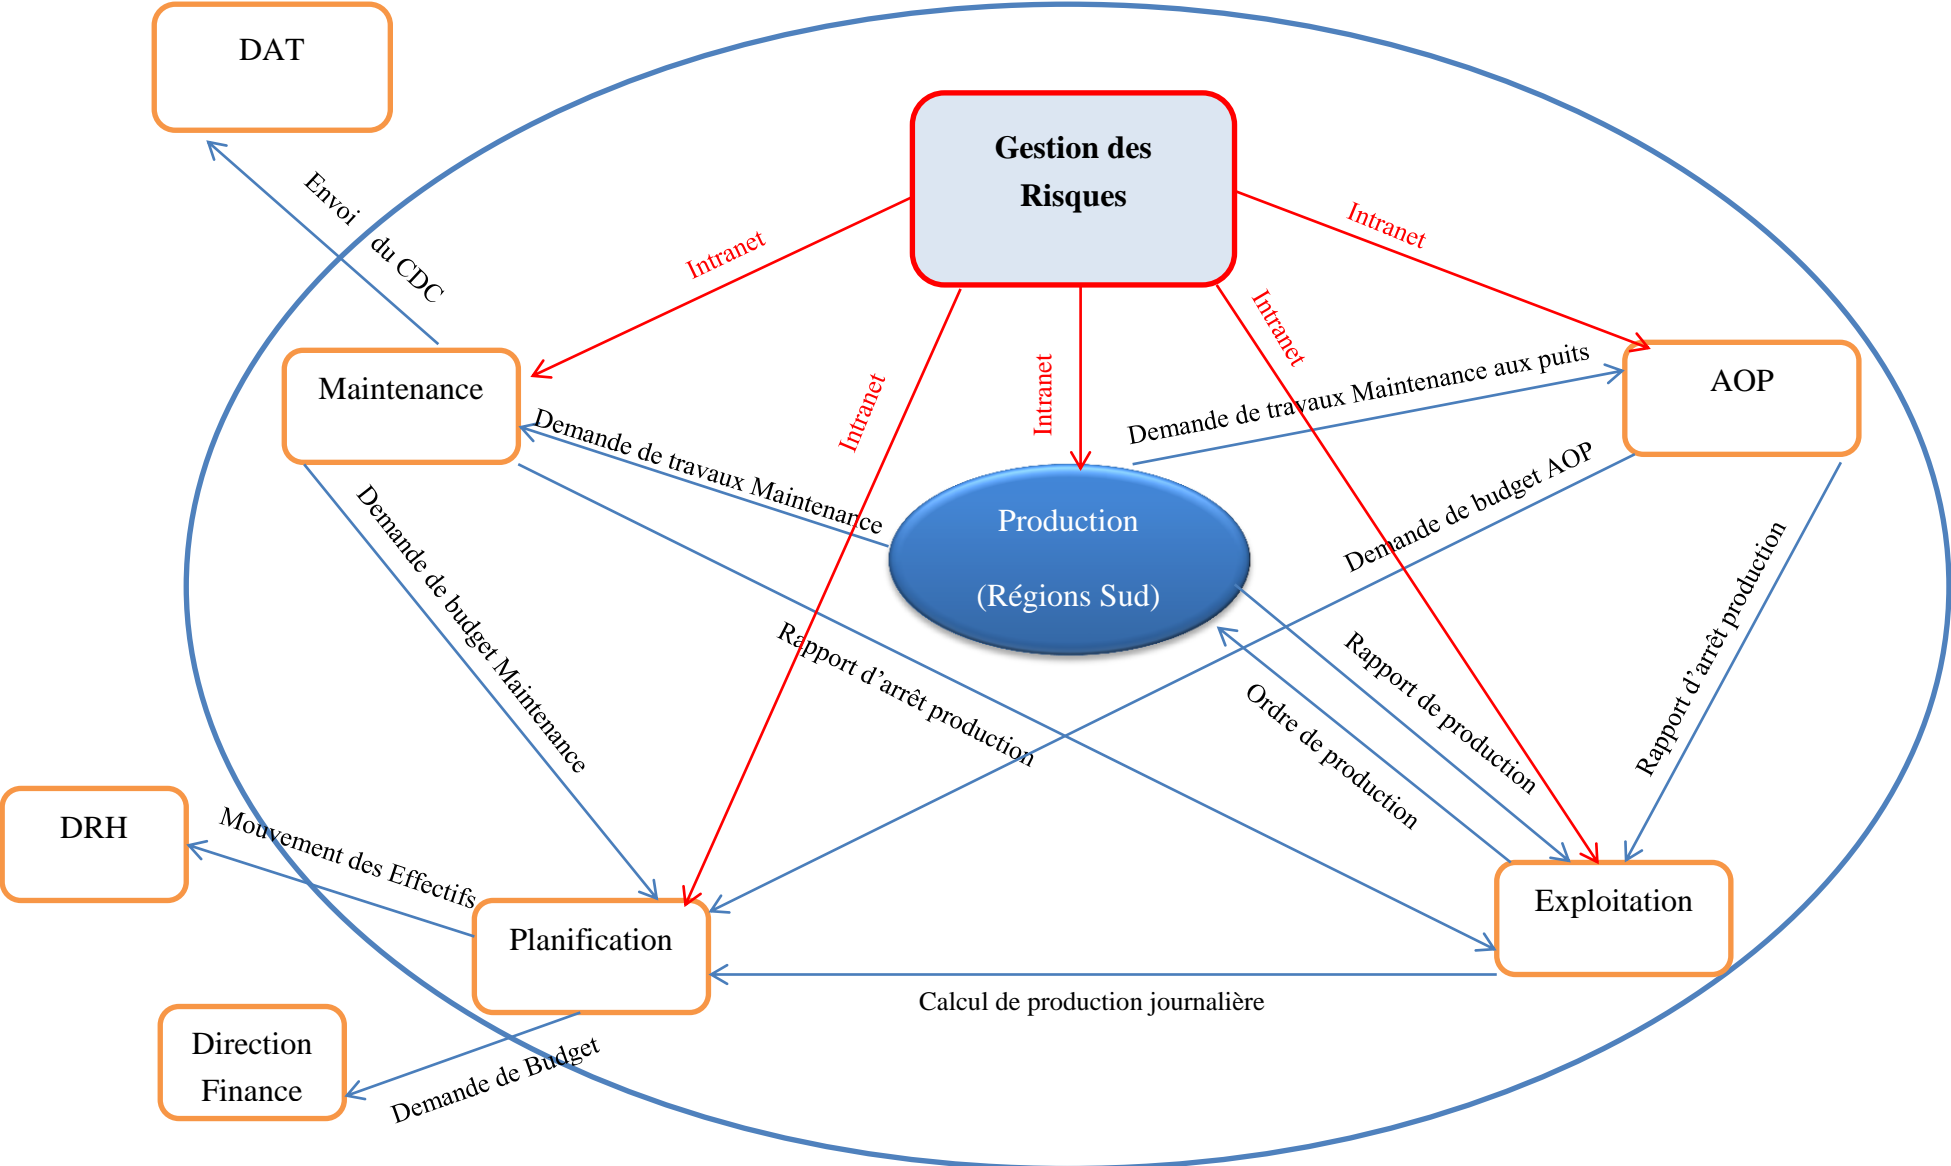 DAT
Gestion des
Risques
Envoi du CDC
Intranet
Intranet
Intranet
Intranet
Intranet
Maintenance
AOP
Demande de travaux Maintenance aux puits
Demande de travaux Maintenance
Demande de budget AOP
Production
(Régions Sud)
Demande de budget Maintenance
Rapport d’arrêt production
Rapport de production
Ordre de production
Rapport d’arrêt production
DRH
Mouvement des Effectifs
Planification
Exploitation
Calcul de production journalière
Direction
Finance
Demande de Budget